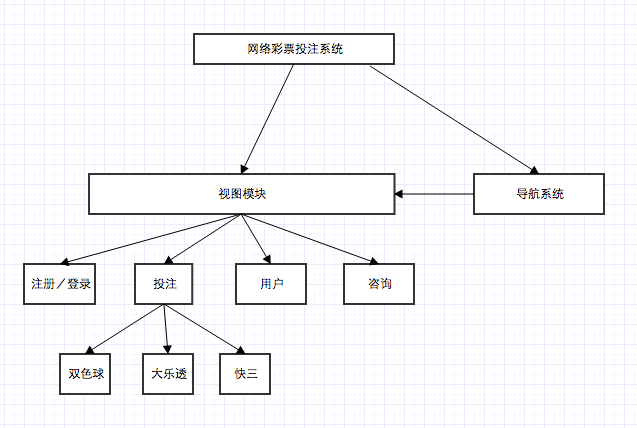 网络彩票投注系统
视图模块
导航系统
注册／登录
投注
用户
咨询
双色球
大乐透
快三